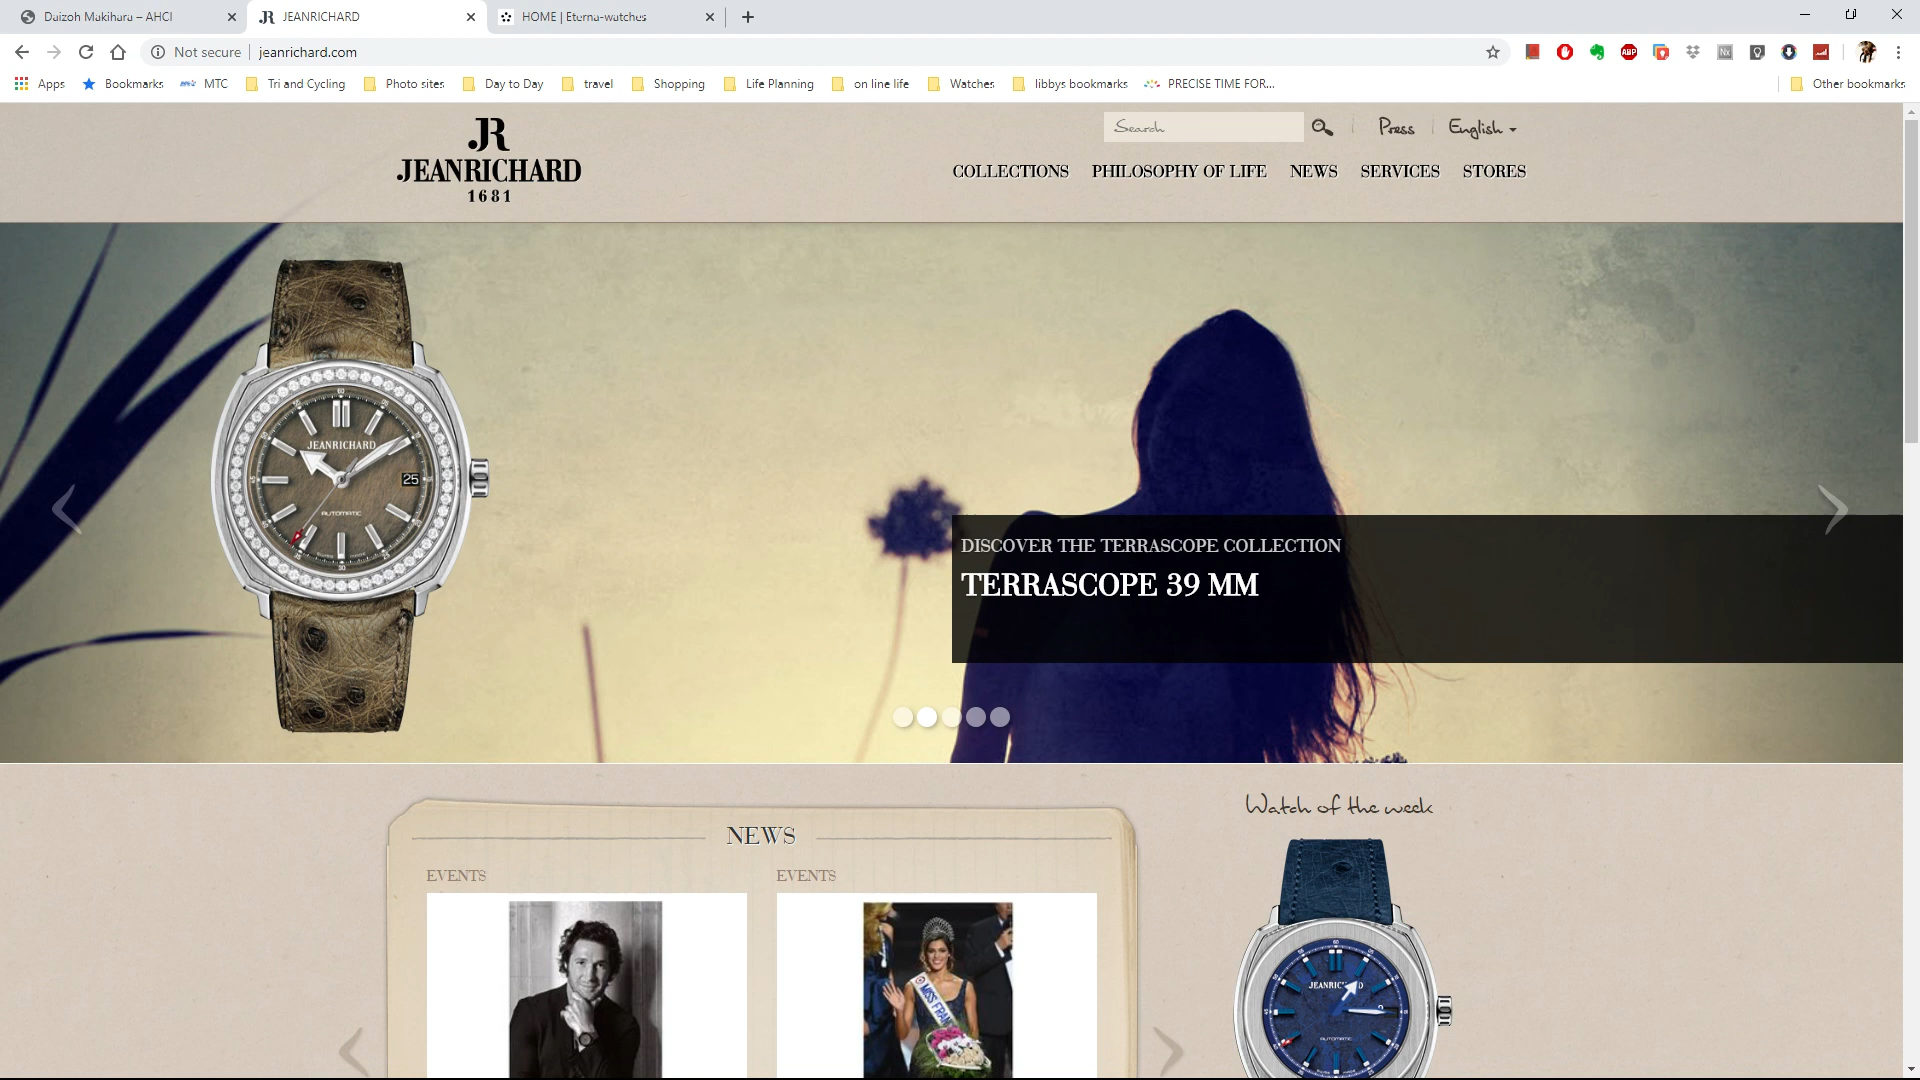 Daizoh Makihara – AHCI
JEANRICHARD
HOME | Eterna-watches
Not secure
jeanrichard.com
Apps
Bookmarks
MTC
Tri and Cycling
Photo sites
Day to Day
travel
Shopping
Life Planning
on line life
Watches
libbys bookmarks
PRECISE TIME FOR...
Other bookmarks
JR
JEANRICHARD
1681
Search
Press
English
COLLECTIONS
PHILOSOPHY OF LIFE
NEWS
SERVICES
STORES
JEANRICHARD
25
AUTOMATIC
DISCOVER THE TERRASCOPE COLLECTION
TERRASCOPE 39 MM
Watch of the week
NEWS
EVENTS
EVENTS
MISS FRAN
AUTOMATIC